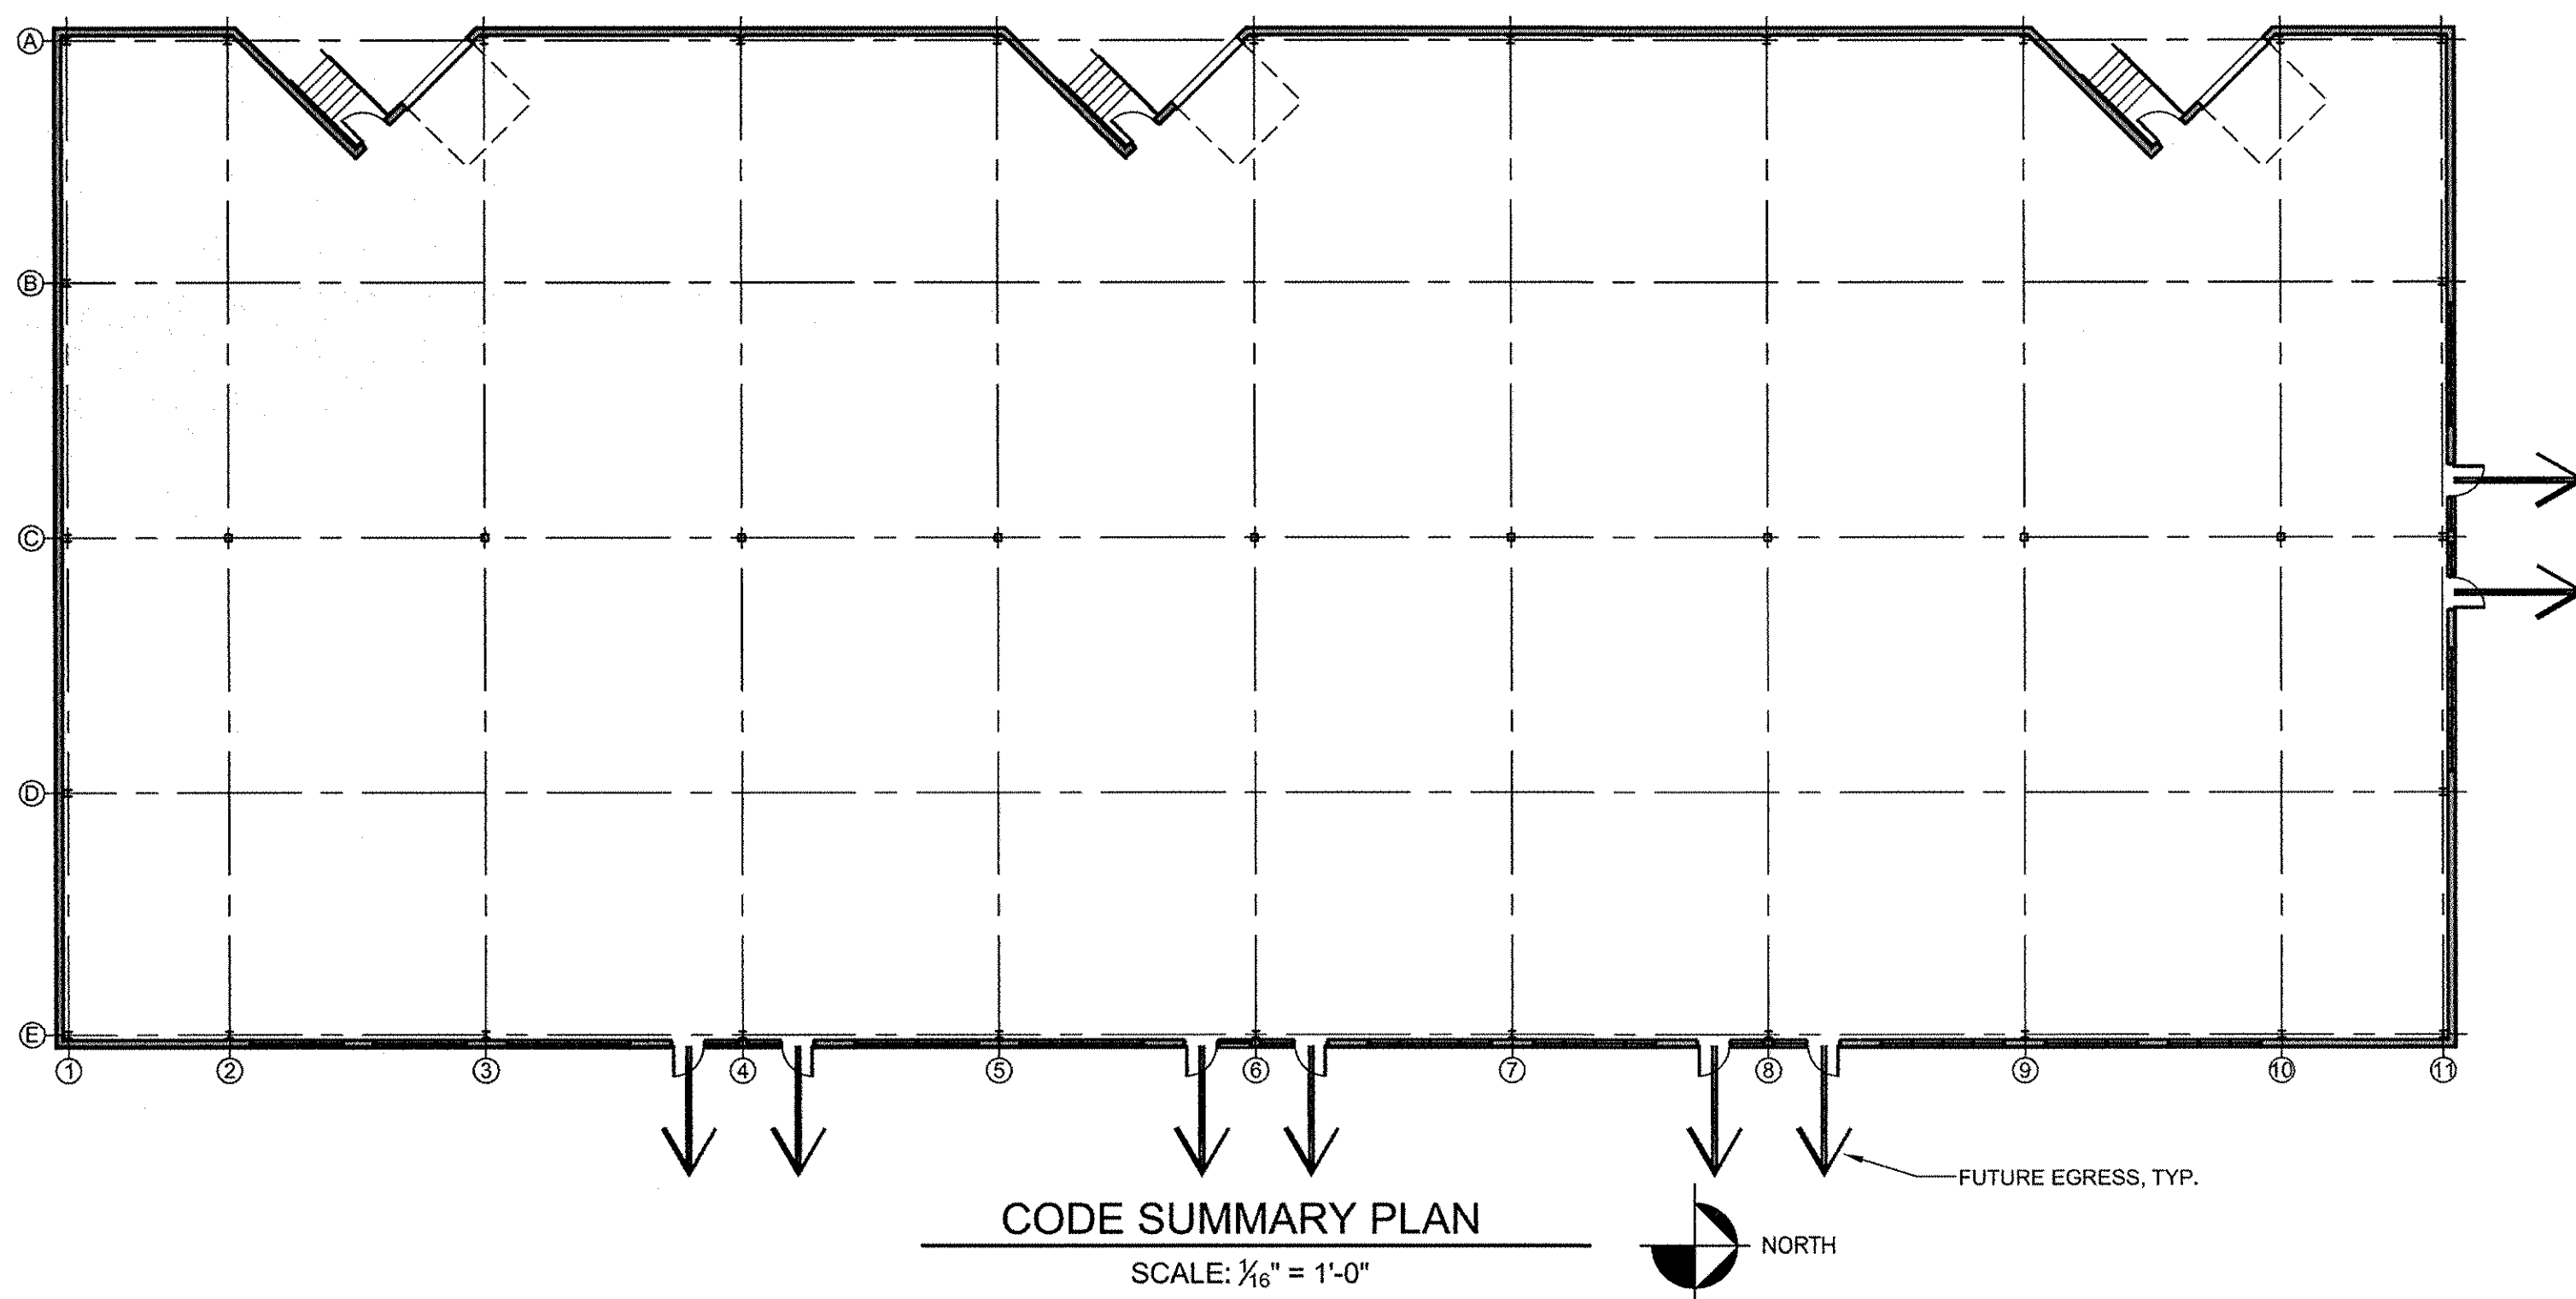 A
B
C
D
E
1 2 3 4 5 6 7 8 9 10 11
FUTURE EGRESS, TYP.
CODE SUMMARY PLAN
NORTH
SCALE: 1/16" = 1'-0"